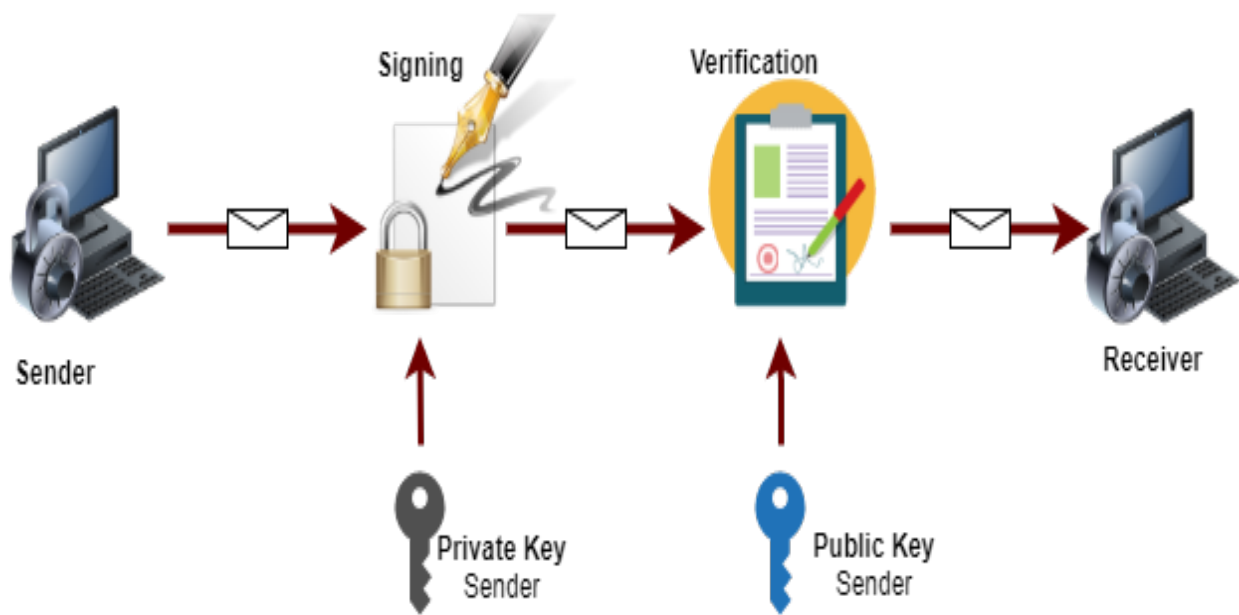 Signing
Verification
Sender
Receiver
Private Key
Sender
Public Key
Sender